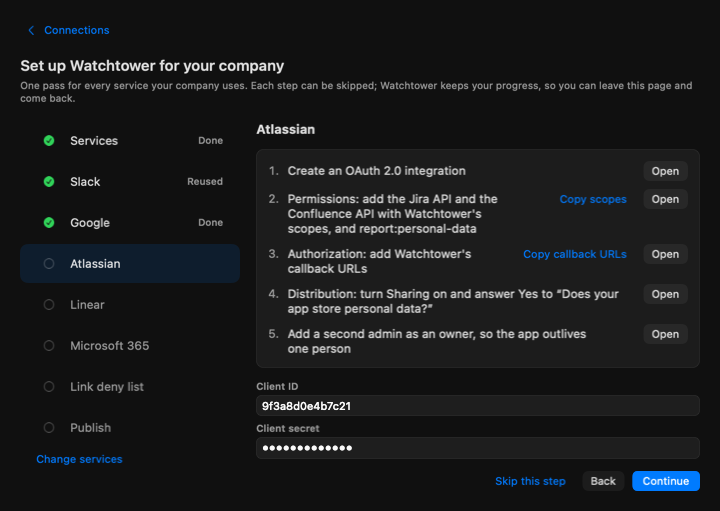 Connections
Set up Watchtower for your company
One pass for every service your company uses. Each step can be skipped; Watchtower keeps your progress, so you can leave this page and
come back.
Services Done
Slack Reused
Google Done
Atlassian
Linear
Microsoft 365
Link deny list
Publish
Change services
Atlassian
1. Create an OAuth 2.0 integration Open
2. Permissions: add the Jira API and the Copy scopes Open
Confluence API with Watchtower's
scopes, and report:personal-data
3. Authorization: add Watchtower's Copy callback URLs Open
callback URLs
4. Distribution: turn Sharing on and answer Yes to “Does your Open
app store personal data?”
5. Add a second admin as an owner, so the app outlives Open
one person
Client ID
9f3a8d0e4b7c21
Client secret
•••••••••••••
Skip this step Back Continue